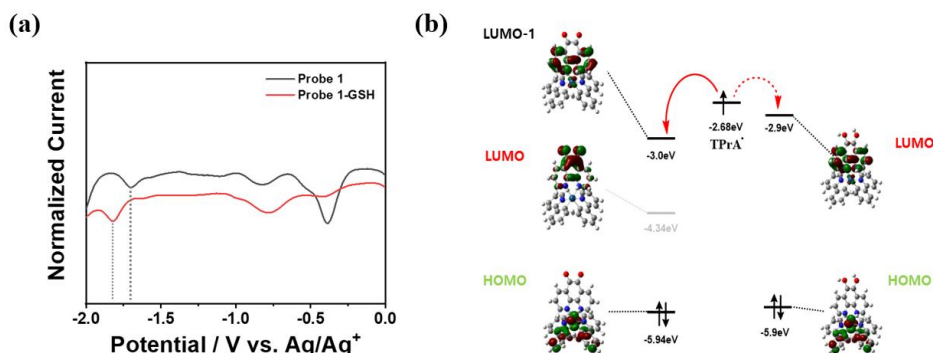 (a)
Normalized Current
Probe 1
Probe 1-GSH
-2.0
-1.5
-1.0
-0.5
0.0
Potential / V vs. Ag/Ag+
(b)
LUMO-1
-3.0eV
-2.68eV
TPrA•
-2.9eV
LUMO
LUMO
-4.34eV
HOMO
-5.94eV
-5.9eV
HOMO